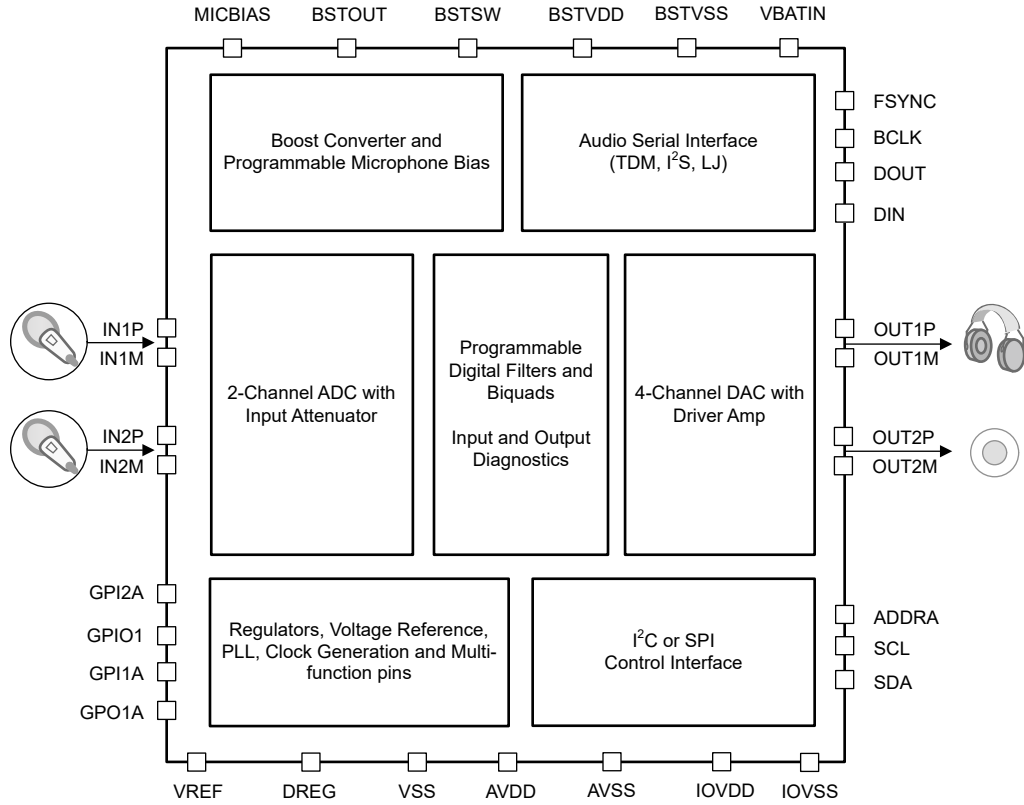 MICBIAS
BSTOUT
BSTSW
BSTVDD
BSTVSS
VBATIN
Boost Converter and
Programmable Microphone Bias
Audio Serial Interface
(TDM, I²S, LJ)
FSYNC
BCLK
DOUT
DIN
IN1P
IN1M
IN2P
IN2M
2-Channel ADC with
Input Attenuator
Programmable
Digital Filters and
Biquads
Input and Output
Diagnostics
4-Channel DAC with
Driver Amp
OUT1P
OUT1M
OUT2P
OUT2M
GPI2A
GPIO1
GPI1A
GPO1A
Regulators, Voltage Reference,
PLL, Clock Generation and Multi-
function pins
I²C or SPI
Control Interface
ADDRA
SCL
SDA
VREF
DREG
VSS
AVDD
AVSS
IOVDD
IOVSS